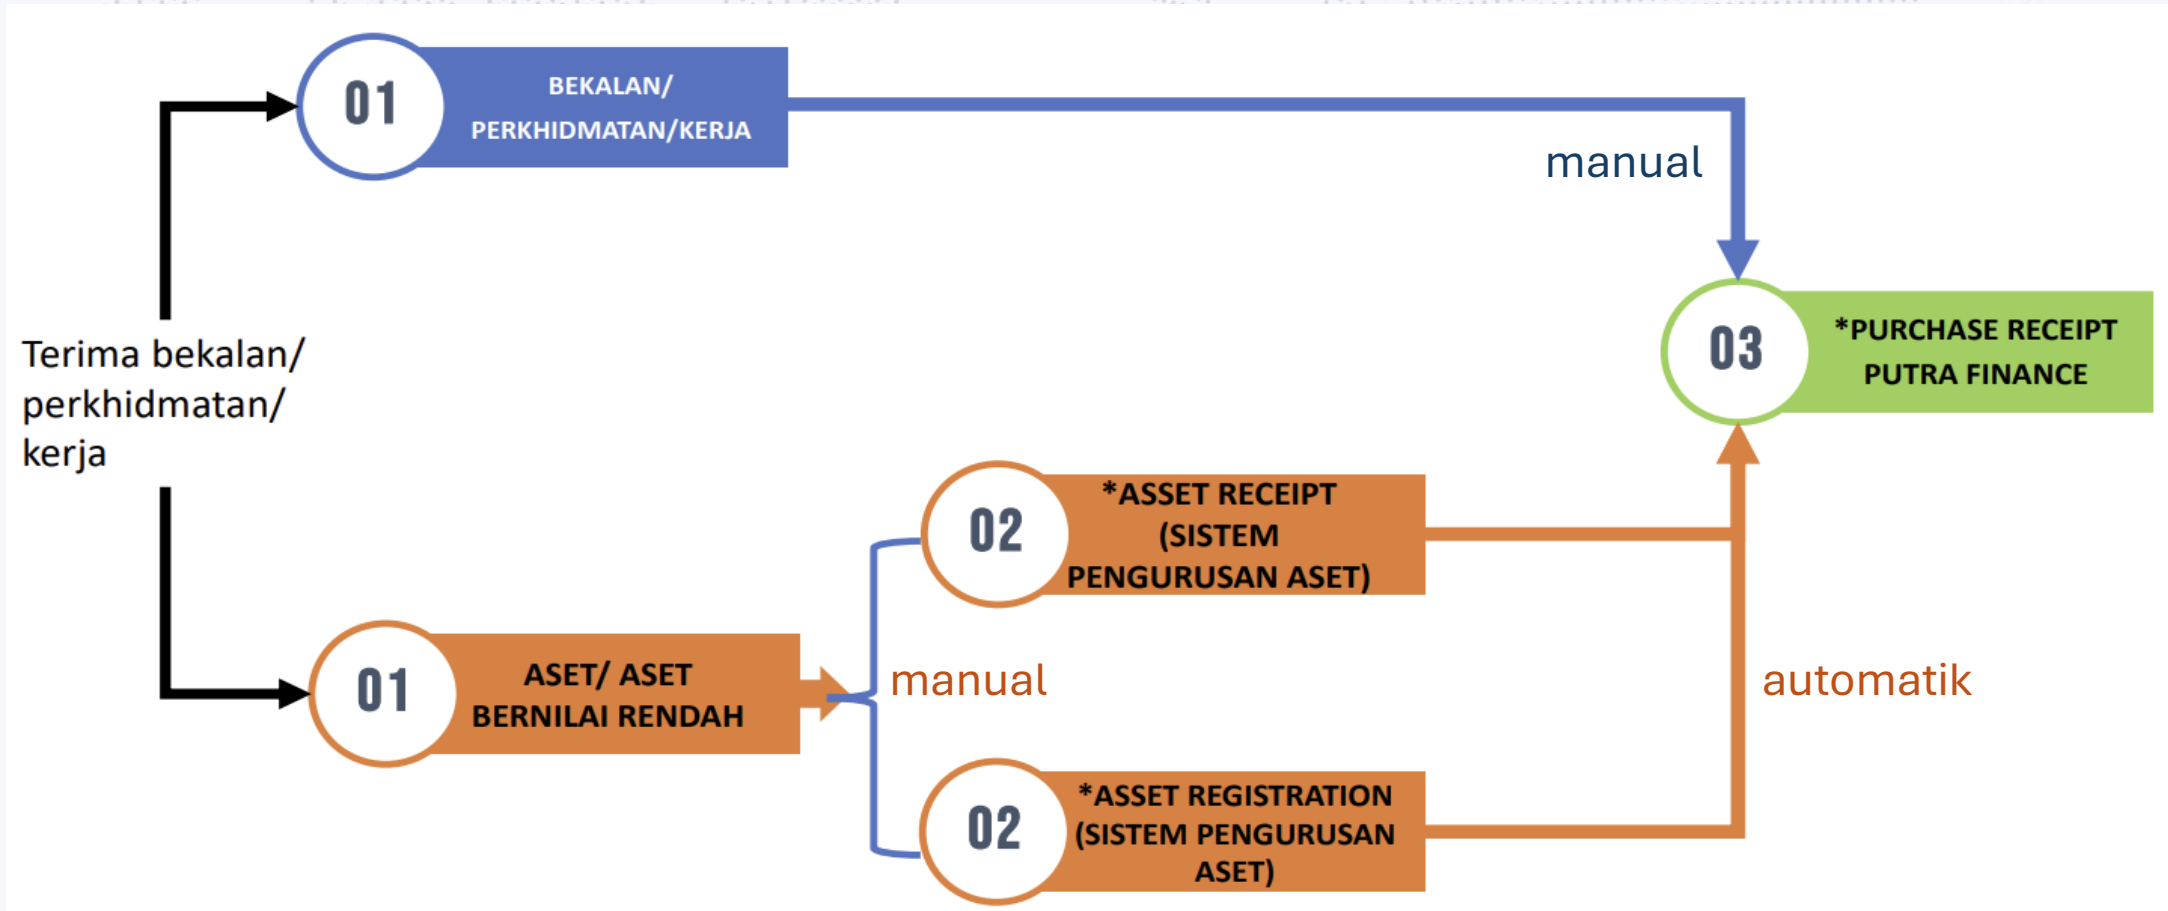 01
BEKALAN/
PERKHIDMATAN/KERJA
manual
Terima bekalan/
perkhidmatan/
kerja
03
*PURCHASE RECEIPT
PUTRA FINANCE
02
*ASSET RECEIPT
(SISTEM
PENGURUSAN ASET)
01
ASET/ ASET
BERNILAI RENDAH
manual
automatik
02
*ASSET REGISTRATION
(SISTEM PENGURUSAN
ASET)